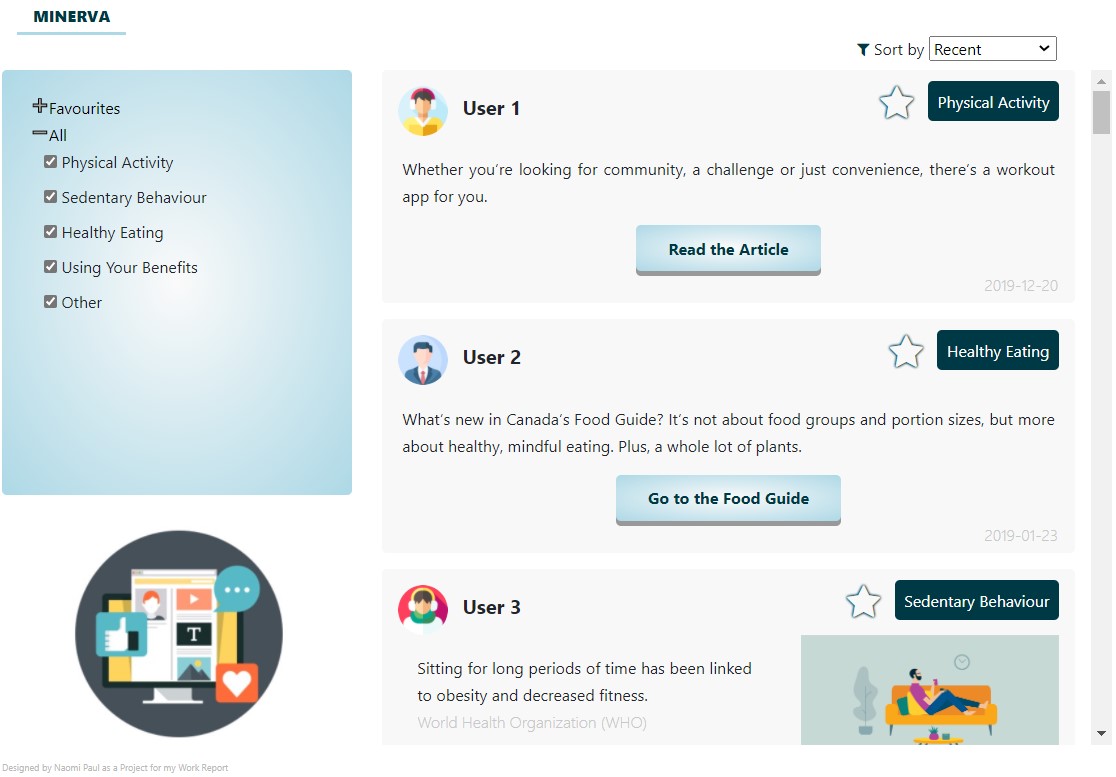 MINERVA
Sort by Recent
Favourites
All
Physical Activity
Sedentary Behaviour
Healthy Eating
Using Your Benefits
Other
User 1
Physical Activity
Whether you're looking for community, a challenge or just convenience, there's a workout
app for you.
Read the Article
2019-12-20
User 2
Healthy Eating
What's new in Canada's Food Guide? It's not about food groups and portion sizes, but more
about healthy, mindful eating. Plus, a whole lot of plants.
Go to the Food Guide
2019-01-23
User 3
Sedentary Behaviour
Sitting for long periods of time has been linked
to obesity and decreased fitness.
World Health Organization (WHO)
T
Designed by Naomi Paul as a Project for my Work Report